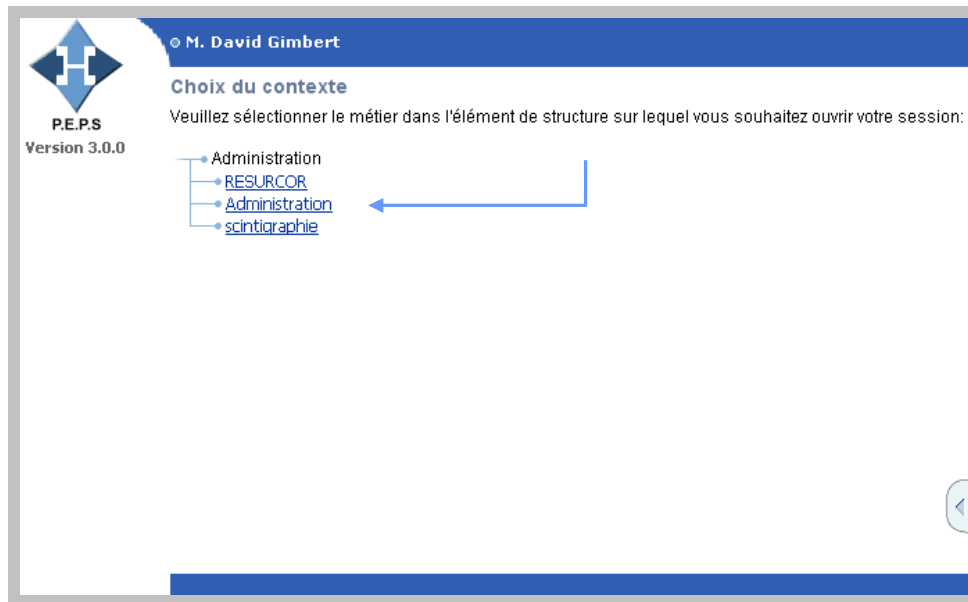 M. David Gimbert
Choix du contexte
Veuillez sélectionner le métier dans l'élément de structure sur lequel vous souhaitez ouvrir votre session:
P.E.P.S
Version 3.0.0
Administration
RESURCOR
Administration
scintigraphie